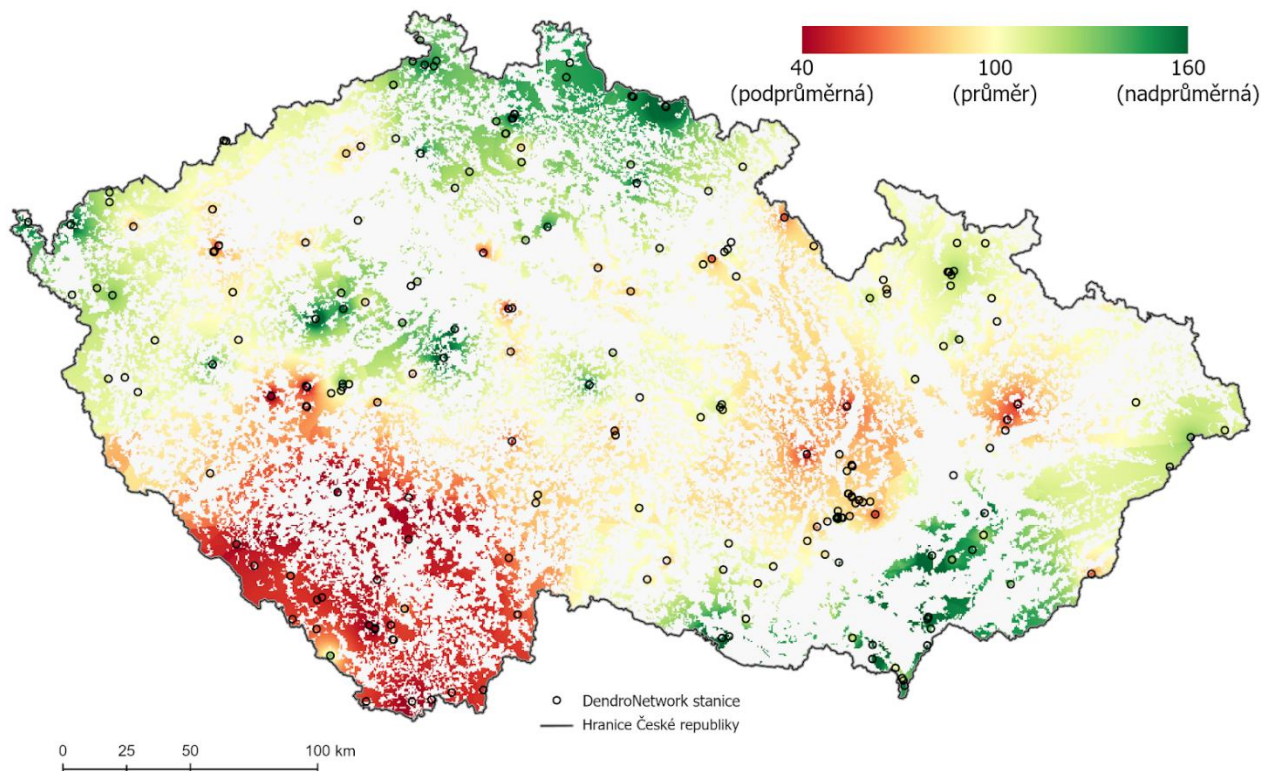 40 100 160
(podprůměrná) (průměr) (nadprůměrná)
DendroNetwork stanice
Hranice České republiky
0 25 50 100 km